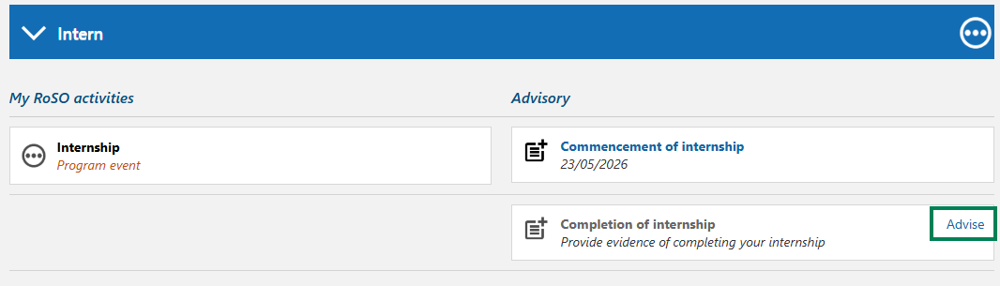 Intern
My RoSO activities
Advisory
Internship
Program event
Commencement of internship
23/05/2026
Completion of internship
Provide evidence of completing your internship
Advise